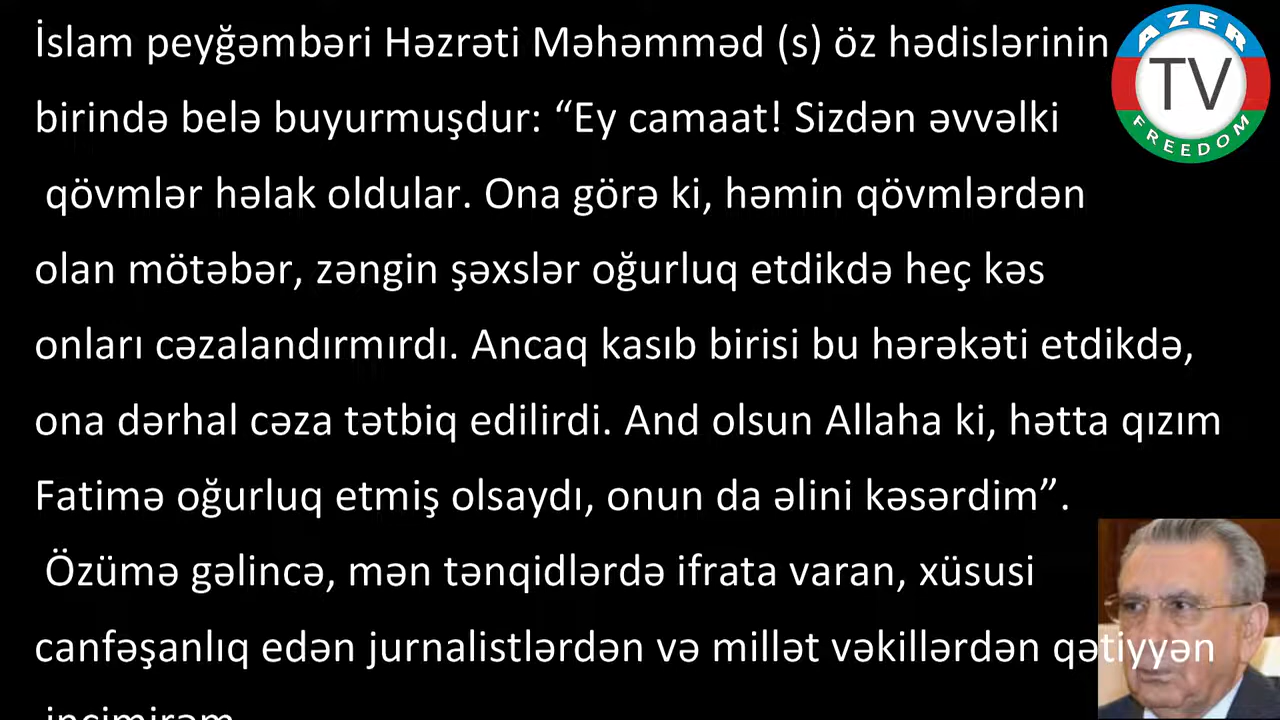 İslam peyğəmbəri Həzrəti Məhəmməd (s) öz hədislərinin
birində belə buyurmuşdur: “Ey camaat! Sizdən əvvəlki
qövmlər həlak oldular. Ona görə ki, həmin qövmlərdən
olan mötəbər, zəngin şəxslər oğurluq etdikdə heç kəs
onları cəzalandırmırdı. Ancaq kasıb birisi bu hərəkəti etdikdə,
ona dərhal cəza tətbiq edilirdi. And olsun Allaha ki, hətta qızım
Fatimə oğurluq etmiş olsaydı, onun da əlini kəsərdim”.
Özümə gəlincə, mən tənqidlərdə ifrata varan, xüsusi
canfəşanlıq edən jurnalistlərdən və millət vəkillərdən qətiyyən
incimirəm
AZER
TV
FREEDOM